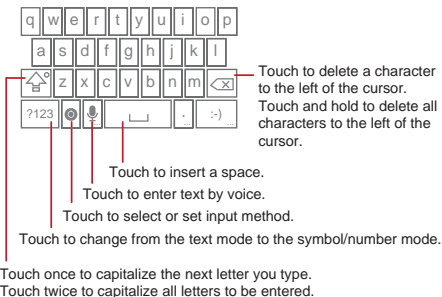 q w e r t y u i o p
a s d f g h j k l
z x c v b n m
?123 . ... :-) ...
Touch to delete a character
to the left of the cursor.
Touch and hold to delete all
characters to the left of the
cursor.
Touch to insert a space.
Touch to enter text by voice.
Touch to select or set input method.
Touch to change from the text mode to the symbol/number mode.
Touch once to capitalize the next letter you type.
Touch twice to capitalize all letters to be entered.